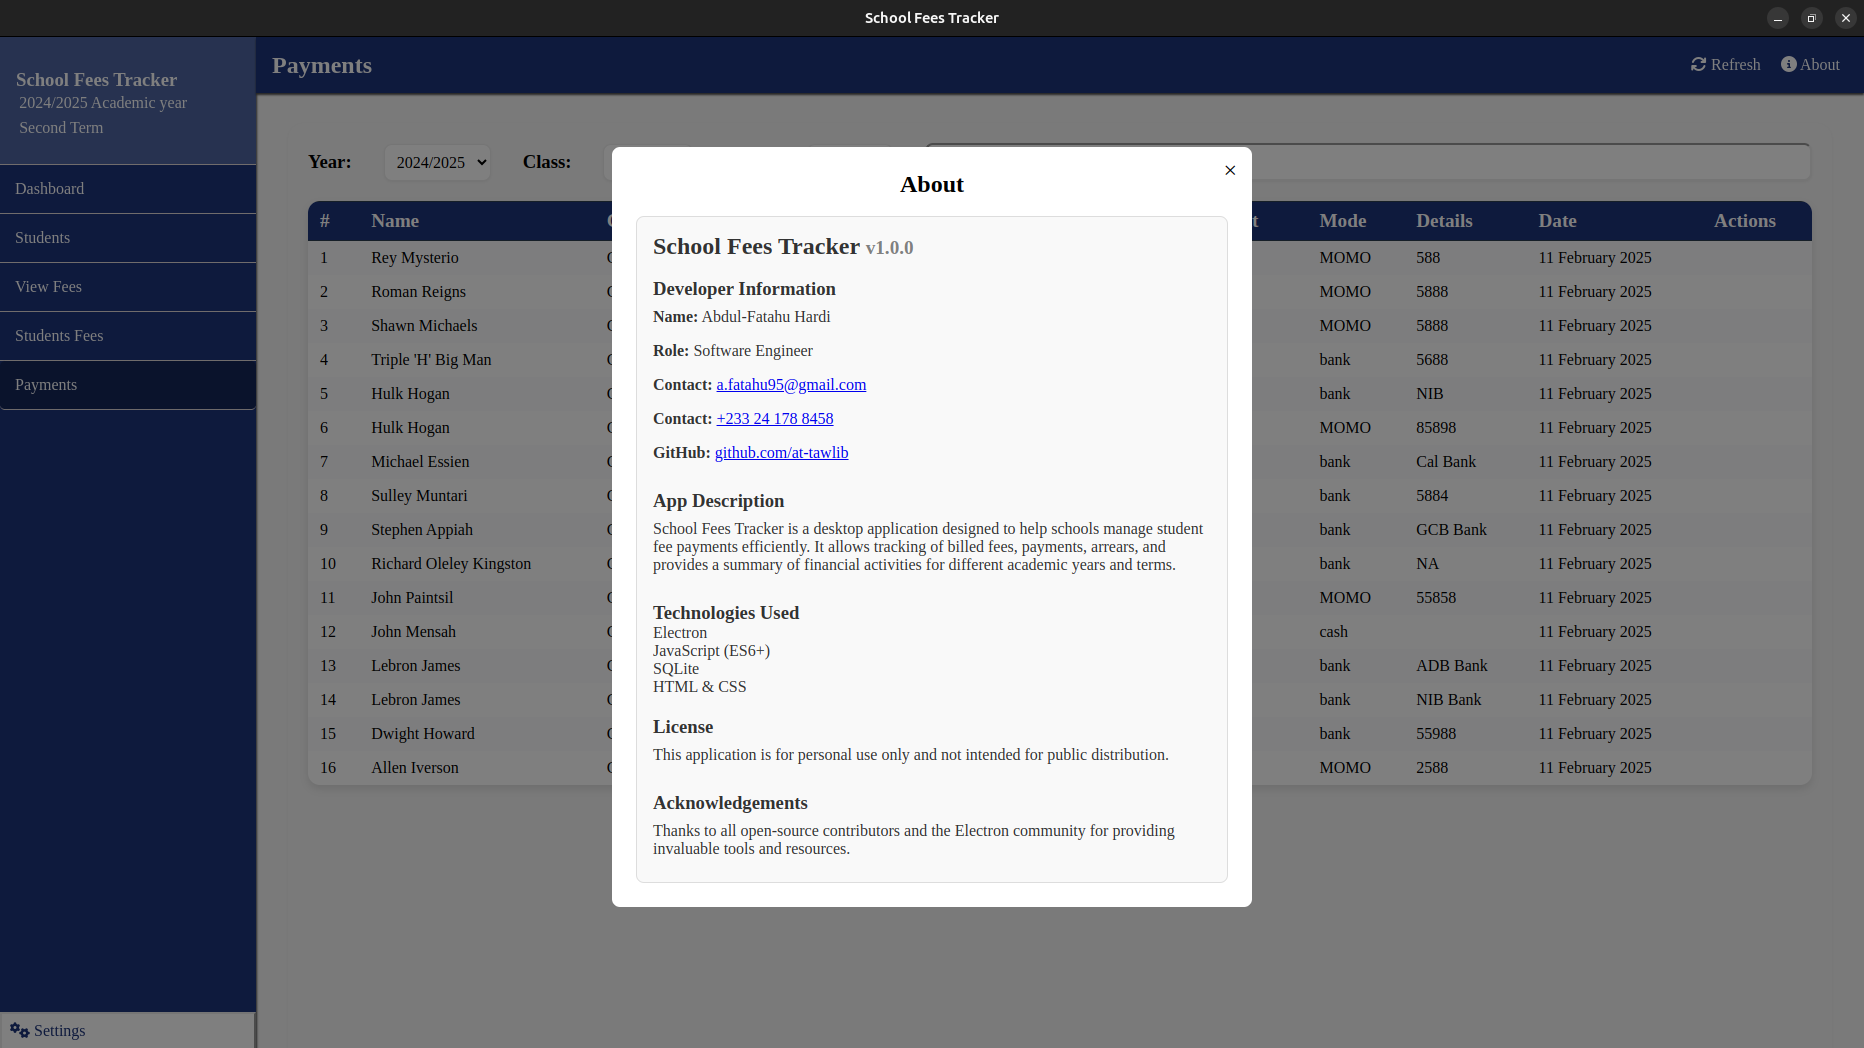 School Fees Tracker
School Fees Tracker
2024/2025 Academic year
Second Term
Dashboard
Students
View Fees
Students Fees
Payments
Settings
Payments
Refresh
About
Year: 2024/2025 Class:
# Name Mode Details Date Actions
1 Rey Mysterio MOMO 588 11 February 2025
2 Roman Reigns MOMO 5888 11 February 2025
3 Shawn Michaels MOMO 5888 11 February 2025
4 Triple 'H' Big Man bank 5688 11 February 2025
5 Hulk Hogan bank NIB 11 February 2025
6 Hulk Hogan MOMO 85898 11 February 2025
7 Michael Essien bank Cal Bank 11 February 2025
8 Sulley Muntari bank 5884 11 February 2025
9 Stephen Appiah bank GCB Bank 11 February 2025
10 Richard Oleley Kingston bank NA 11 February 2025
11 John Paintsil MOMO 55858 11 February 2025
12 John Mensah cash 11 February 2025
13 Lebron James bank ADB Bank 11 February 2025
14 Lebron James bank NIB Bank 11 February 2025
15 Dwight Howard bank 55988 11 February 2025
16 Allen Iverson MOMO 2588 11 February 2025
About
School Fees Tracker v1.0.0
Developer Information
Name: Abdul-Fatahu Hardi
Role: Software Engineer
Contact: a.fatahu95@gmail.com
Contact: +233 24 178 8458
GitHub: github.com/at-tawlib
App Description
School Fees Tracker is a desktop application designed to help schools manage student
fee payments efficiently. It allows tracking of billed fees, payments, arrears, and
provides a summary of financial activities for different academic years and terms.
Technologies Used
Electron
JavaScript (ES6+)
SQLite
HTML & CSS
License
This application is for personal use only and not intended for public distribution.
Acknowledgements
Thanks to all open-source contributors and the Electron community for providing
invaluable tools and resources.